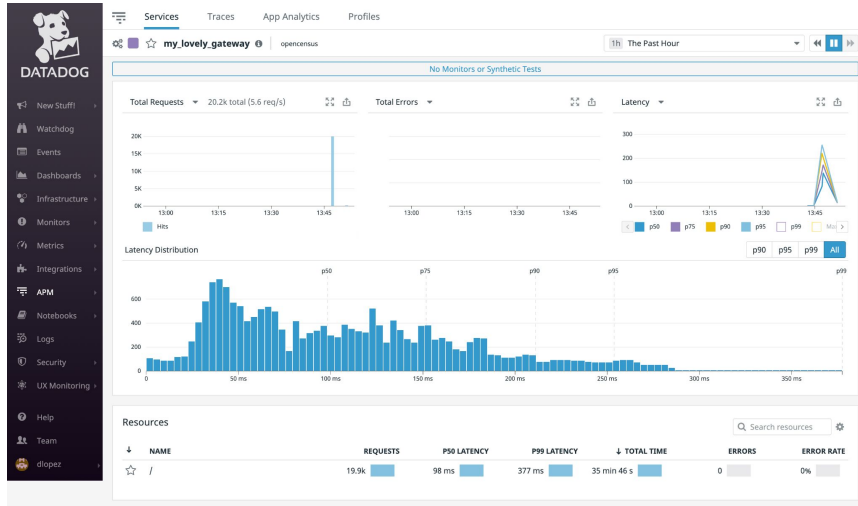 DATADOG
New Stuff!
Watchdog
Events
Dashboards
Infrastructure
Monitors
Metrics
Integrations
APM
Notebooks
Logs
Security
UX Monitoring
Help
Team
dlopez
Services Traces App Analytics Profiles
my_lovely_gateway opencensus 1h The Past Hour
No Monitors or Synthetic Tests
Total Requests 20.2k total (5.6 req/s)
20K
15K
10K
5K
0K
13:00 13:15 13:30 13:45
Hits
Total Errors
13:00 13:15 13:30 13:45
Latency
300
200
100
0
13:00 13:15 13:30 13:45
p50 p75 p90 p95 p99
Latency Distribution
p90 p95 p99 All
p50 p75 p90 p95 p99
600
400
200
0
0 50 ms 100 ms 150 ms 200 ms 250 ms 300 ms 350 ms
Resources
Search resources
NAME REQUESTS P50 LATENCY P99 LATENCY TOTAL TIME ERRORS ERROR RATE
/ 19.9k 98 ms 377 ms 35 min 46 s 0 0%